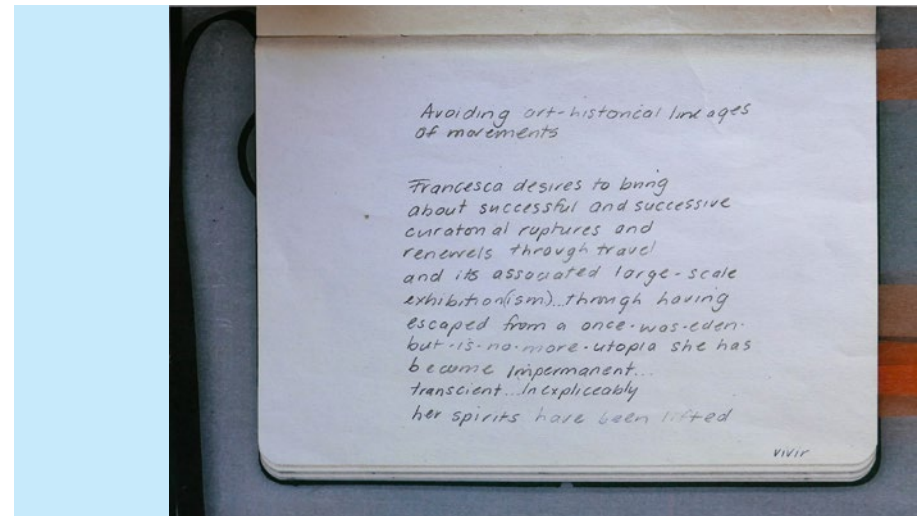 Avoiding art-historical lineages
of movements
Francesca desires to bring
about successful and successive
curatorial ruptures and
renewels through travel
and its associated large-scale
exhibition(ism)...through having
escaped from a once-was-eden-
but-is-no-more-utopia she has
become impermanent...
transcient...inexpliceably
her spirits have been lifted
vivir